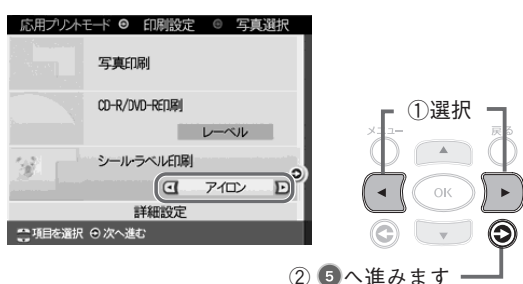 応用プリントモード 印刷設定 写真選択
写真印刷
CD-R/DVD-R印刷
レーベル
シール・ラベル印刷
アイロン
詳細設定
項目を選択 次へ進む
①選択
メニュー 戻る
OK
② ❺へ進みます